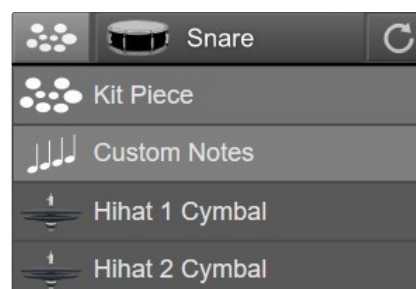 Snare
Kit Piece
Custom Notes
Hihat 1 Cymbal
Hihat 2 Cymbal